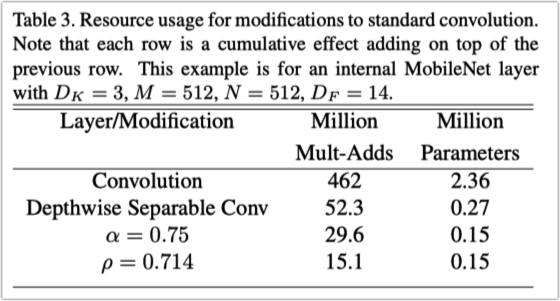 Table 3. Resource usage for modifications to standard convolution.
Note that each row is a cumulative effect adding on top of the
previous row. This example is for an internal MobileNet layer
with D_K = 3, M = 512, N = 512, D_F = 14.
Layer/Modification Million Million
Mult-Adds Parameters
Convolution 462 2.36
Depthwise Separable Conv 52.3 0.27
α = 0.75 29.6 0.15
ρ = 0.714 15.1 0.15